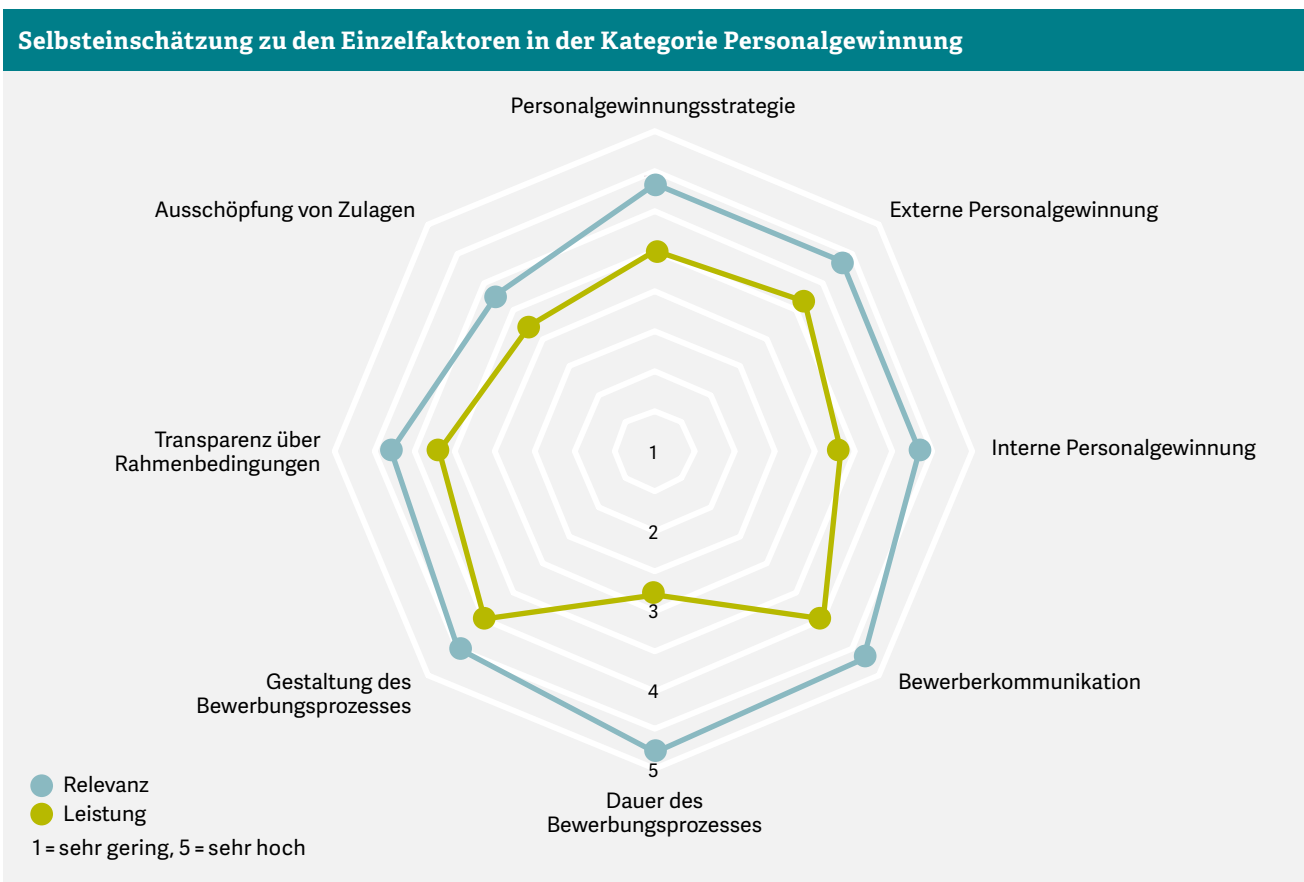 Selbsteinschätzung zu den Einzelfaktoren in der Kategorie Personalgewinnung
Personalgewinnungsstrategie
Ausschöpfung von Zulagen
Externe Personalgewinnung
Transparenz über
Rahmenbedingungen
1
Interne Personalgewinnung
2
3
Gestaltung des
Bewerbungsprozesses
4
Bewerberkommunikation
5
Dauer des
Bewerbungsprozesses
Relevanz
Leistung
1 = sehr gering, 5 = sehr hoch